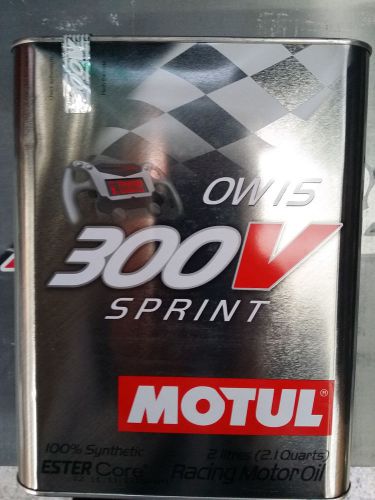 0W15
300V
SPRINT
MOTUL®
100% Synthetic
2 litres (2.1 Quarts)
ESTER Core®
Racing Motor Oil